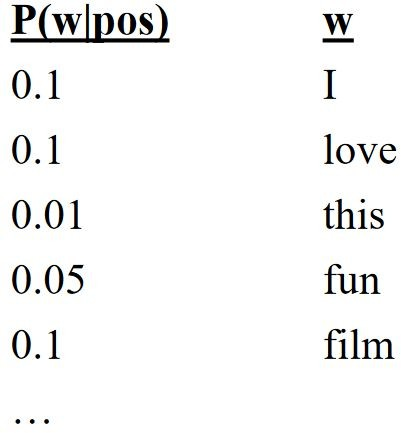 P(w|pos) w
0.1 I
0.1 love
0.01 this
0.05 fun
0.1 film
…